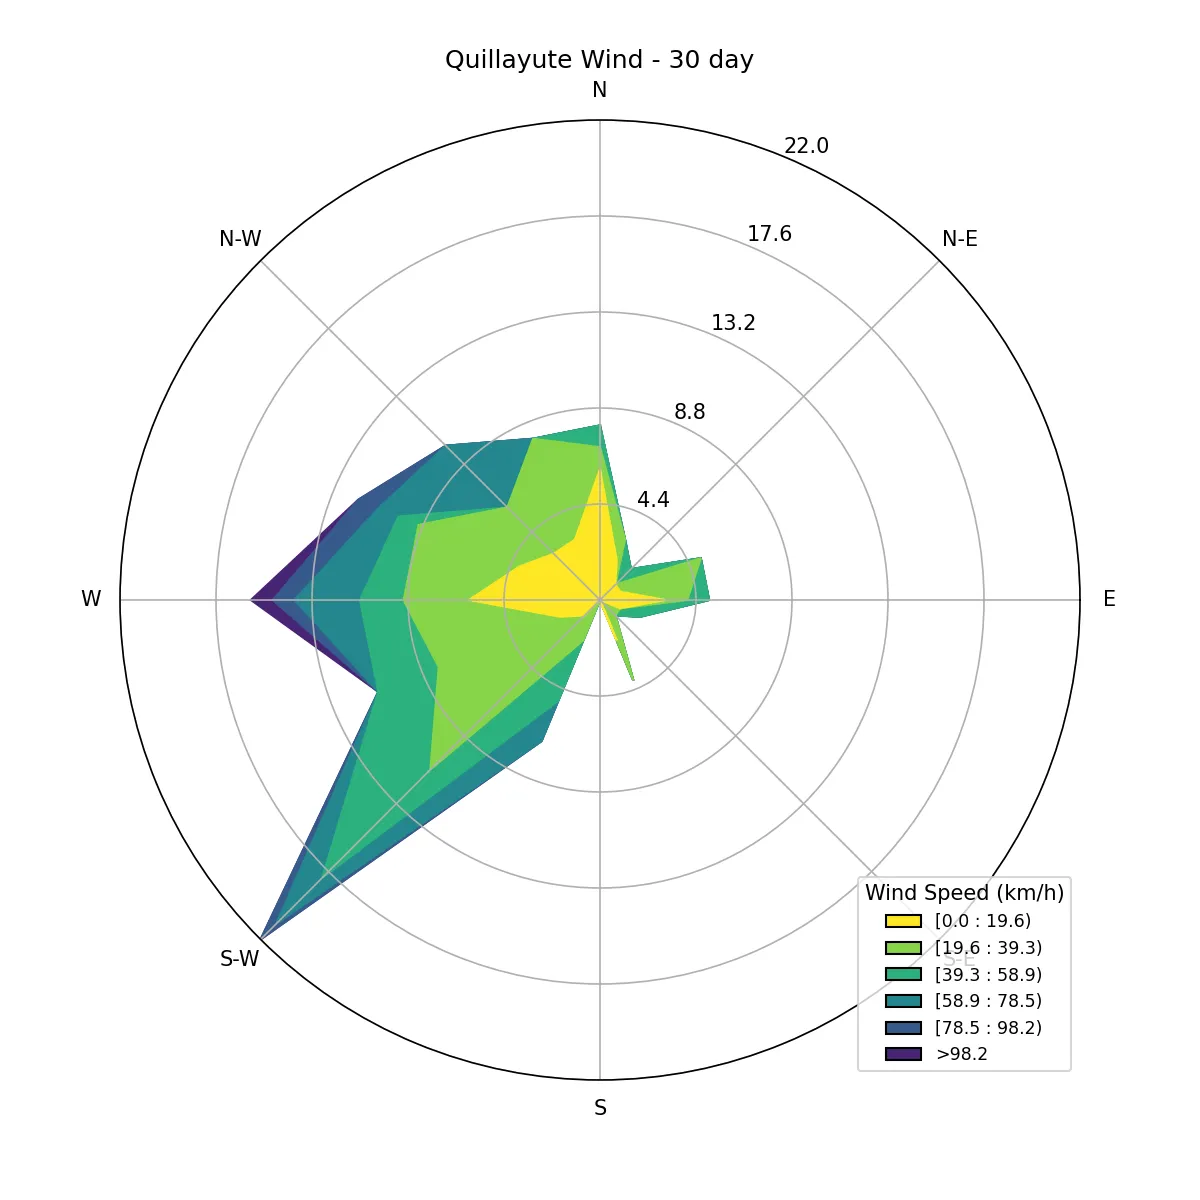 Quillayute Wind - 30 day
N
22.0
17.6
N-W
N-E
13.2
8.8
4.4
W
E
Wind Speed (km/h)
[0.0 : 19.6)
[19.6 : 39.3)
S-W
S-E
[39.3 : 58.9)
[58.9 : 78.5)
[78.5 : 98.2)
>98.2
S